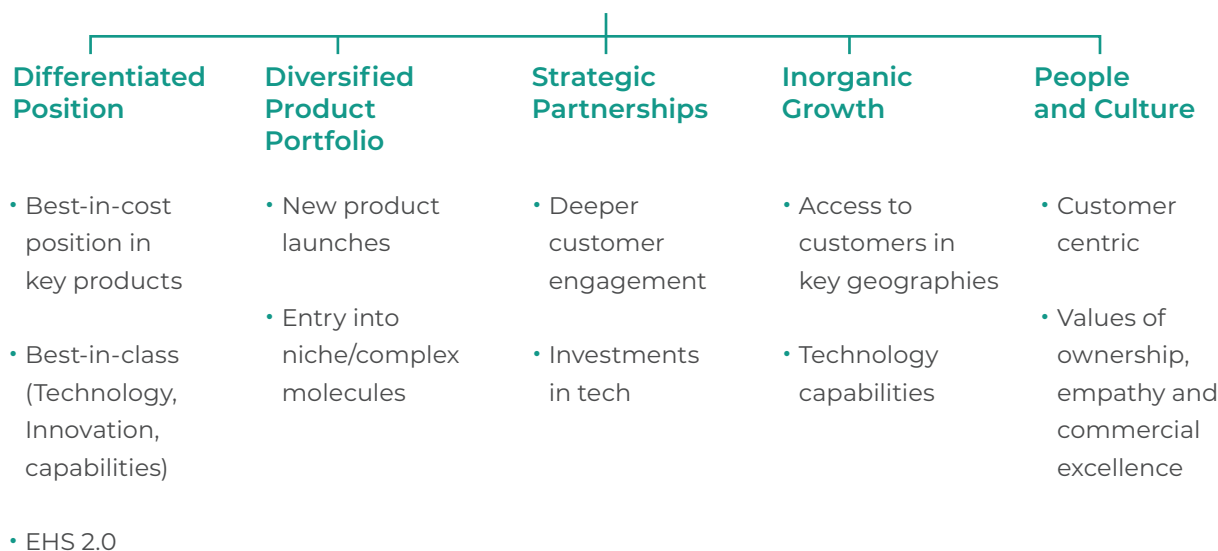 Differentiated
Position
• Best-in-cost
position in
key products
• Best-in-class
(Technology,
Innovation,
capabilities)
• EHS 2.0
Diversified
Product
Portfolio
• New product
launches
• Entry into
niche/complex
molecules
Strategic
Partnerships
• Deeper
customer
engagement
• Investments
in tech
Inorganic
Growth
• Access to
customers in
key geographies
• Technology
capabilities
People
and Culture
• Customer
centric
• Values of
ownership,
empathy and
commercial
excellence